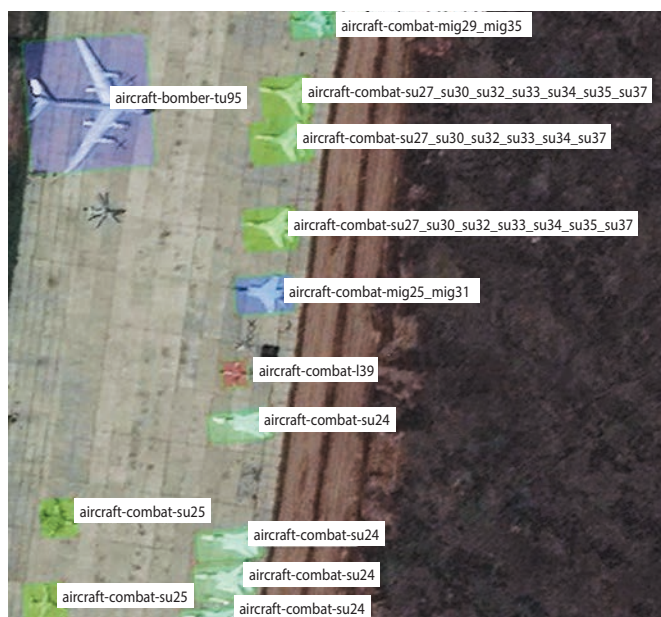 aircraft-combat-mig29_mig35
aircraft-bomber-tu95
aircraft-combat-su27_su30_su32_su33_su34_su35_su37
aircraft-combat-su27_su30_su32_su33_su34_su37
aircraft-combat-su27_su30_su32_su33_su34_su35_su37
aircraft-combat-mig25_mig31
aircraft-combat-l39
aircraft-combat-su24
aircraft-combat-su25
aircraft-combat-su24
aircraft-combat-su24
aircraft-combat-su25
aircraft-combat-su24